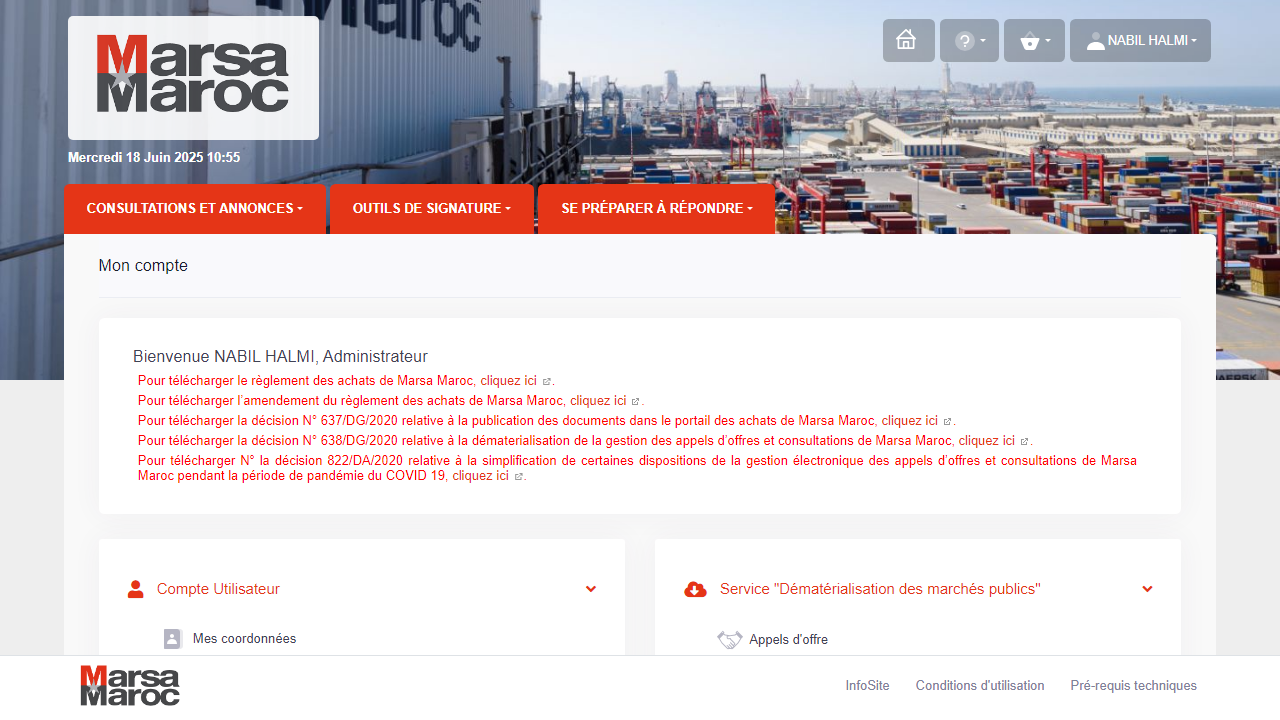 Marsa
Maroc
NABIL HALMI
Mercredi 18 Juin 2025 10:55
CONSULTATIONS ET ANNONCES
OUTILS DE SIGNATURE
SE PRÉPARER À RÉPONDRE
Mon compte
Bienvenue NABIL HALMI, Administrateur
Pour télécharger le règlement des achats de Marsa Maroc, cliquez ici .
Pour télécharger l'amendement du règlement des achats de Marsa Maroc, cliquez ici .
Pour télécharger la décision N° 637/DG/2020 relative à la publication des documents dans le portail des achats de Marsa Maroc, cliquez ici .
Pour télécharger la décision N° 638/DG/2020 relative à la dématerialisation de la gestion des appels d'offres et consultations de Marsa Maroc, cliquez ici .
Pour télécharger N° la décision 822/DA/2020 relative à la simplification de certaines dispositions de la gestion électronique des appels d'offres et consultations de Marsa
Maroc pendant la période de pandémie du COVID 19, cliquez ici .
Compte Utilisateur
Service "Dématérialisation des marchés publics"
Mes coordonnées
Appels d'offre
Marsa
Maroc
InfoSite
Conditions d'utilisation
Pré-requis techniques